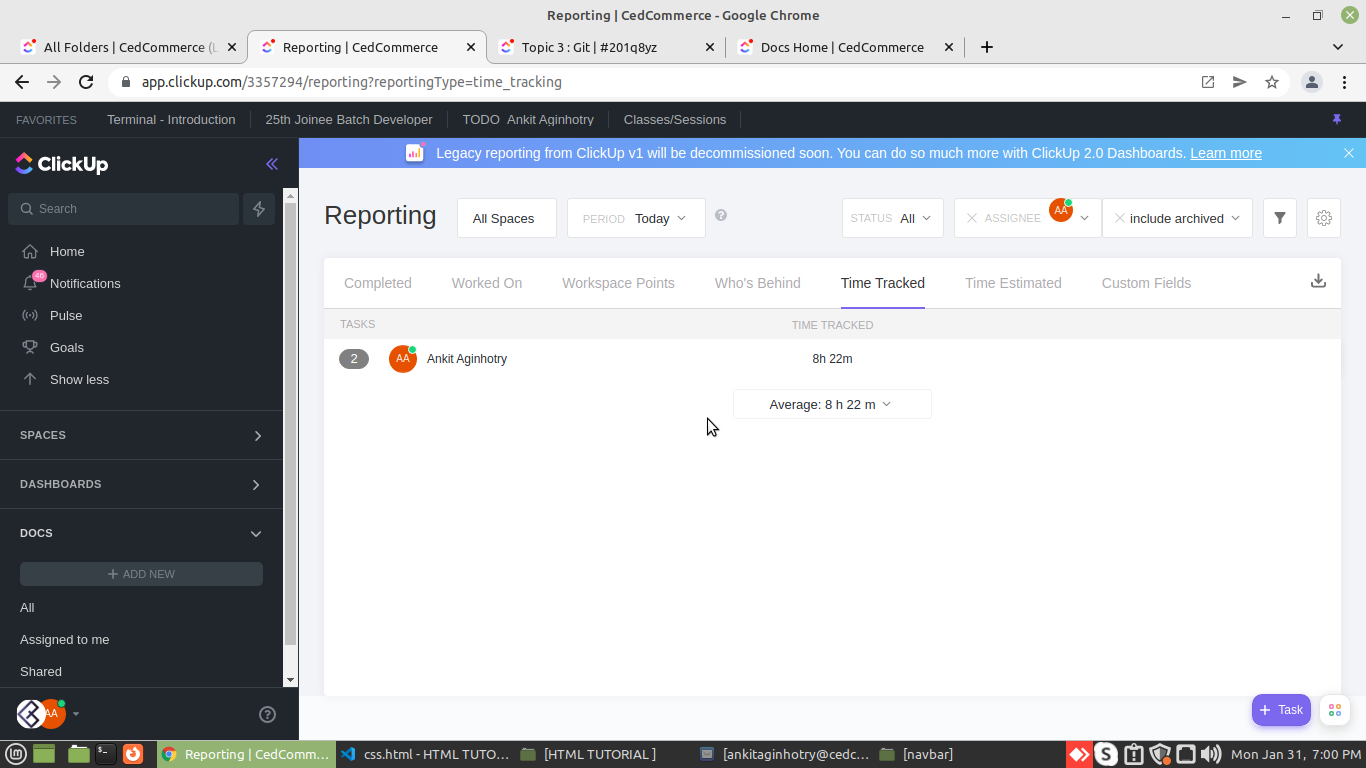 Reporting | CedCommerce - Google Chrome
All Folders | CedCommerce (L
Reporting | CedCommerce
Topic 3 : Git | #201q8yz
Docs Home | CedCommerce
app.clickup.com/3357294/reporting?reportingType=time_tracking
FAVORITES Terminal - Introduction 25th Joinee Batch Developer TODO Ankit Aginhotry Classes/Sessions
ClickUp
Legacy reporting from ClickUp v1 will be decommissioned soon. You can do so much more with ClickUp 2.0 Dashboards. Learn more
Search
Home
46
Notifications
Pulse
Goals
Show less
SPACES
DASHBOARDS
DOCS
+ ADD NEW
All
Assigned to me
Shared
AA
?
Reporting
All Spaces
PERIOD Today
?
STATUS All
ASSIGNEE AA
include archived
Completed Worked On Workspace Points Who's Behind Time Tracked Time Estimated Custom Fields
TASKS TIME TRACKED
2 AA Ankit Aginhotry 8h 22m
Average: 8 h 22 m
+ Task
Reporting | CedComm...
css.html - HTML TUTO...
[HTML TUTORIAL ]
[ankitaginhotry@cedc...
[navbar]
Mon Jan 31, 7:00 PM